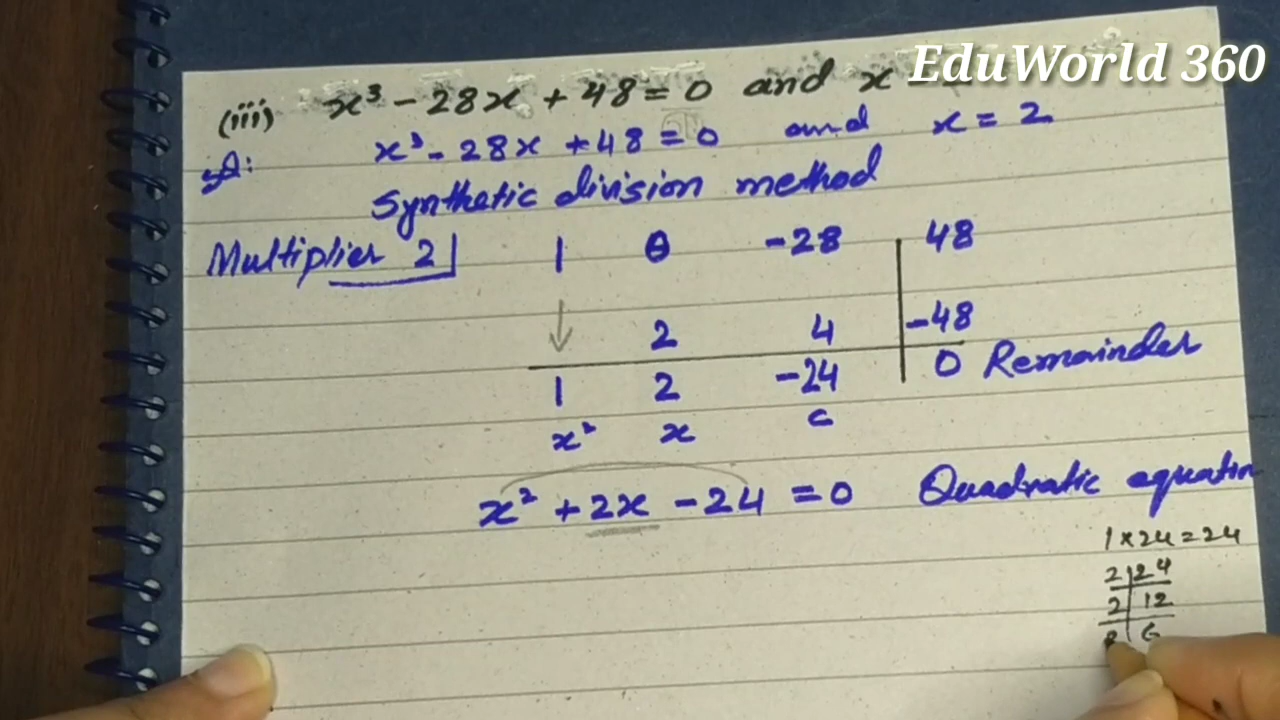 EduWorld 360
(iii) x³ - 28x + 48 = 0 and x =
x³ - 28x + 48 = 0 and x = 2
Synthetic division method
Multiplier 2 1 0 -28 48
2 4 -48
1 2 -24 0 Remainder
x² x c
x² + 2x - 24 = 0 Quadratic equation
1 × 24 = 24
2 24
2 12
6